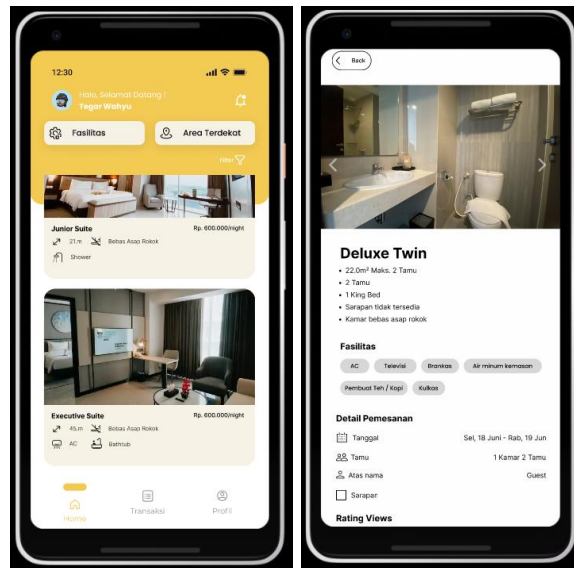 12:30
Halo, Selamat Datang !
Tegar Wahyu
Fasilitas
Area Terdekat
Filter
Junior Suite
Rp. 600.000/night
21.m
Bebas Asap Rokok
Shower
Executive Suite
Rp. 600.000/night
45.m
Bebas Asap Rokok
AC
Bathtub
Home
Transaksi
Profil
Back
Deluxe Twin
• 22.0m² Maks. 2 Tamu
• 2 Tamu
• 1 King Bed
• Sarapan tidak tersedia
• Kamar bebas asap rokok
Fasilitas
AC
Televisi
Brankas
Air minum kemasan
Pembuat Teh / Kopi
Kulkas
Detail Pemesanan
Tanggal
Sel, 18 Juni - Rab, 19 Jun
Tamu
1 Kamar 2 Tamu
Atas nama
Guest
Sarapar
Rating Views